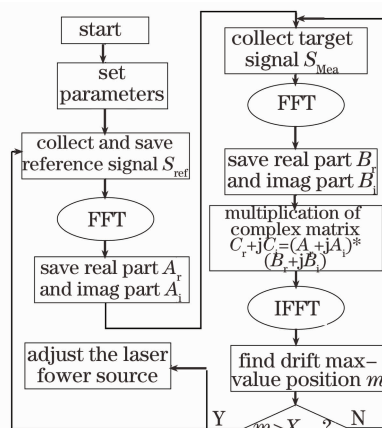 start
set
parameters
collect and save
reference signal S_ref
FFT
save real part A_r
and imag part A_i
adjust the laser
fower source
collect target
signal S_Mea
FFT
save real part B_r
and imag part B_i
multiplication of
complex matrix
C_r+jC_i=(A_r+jA_i)*
(B_r+jB_i)
IFFT
find drift max-
value position m
Y
N